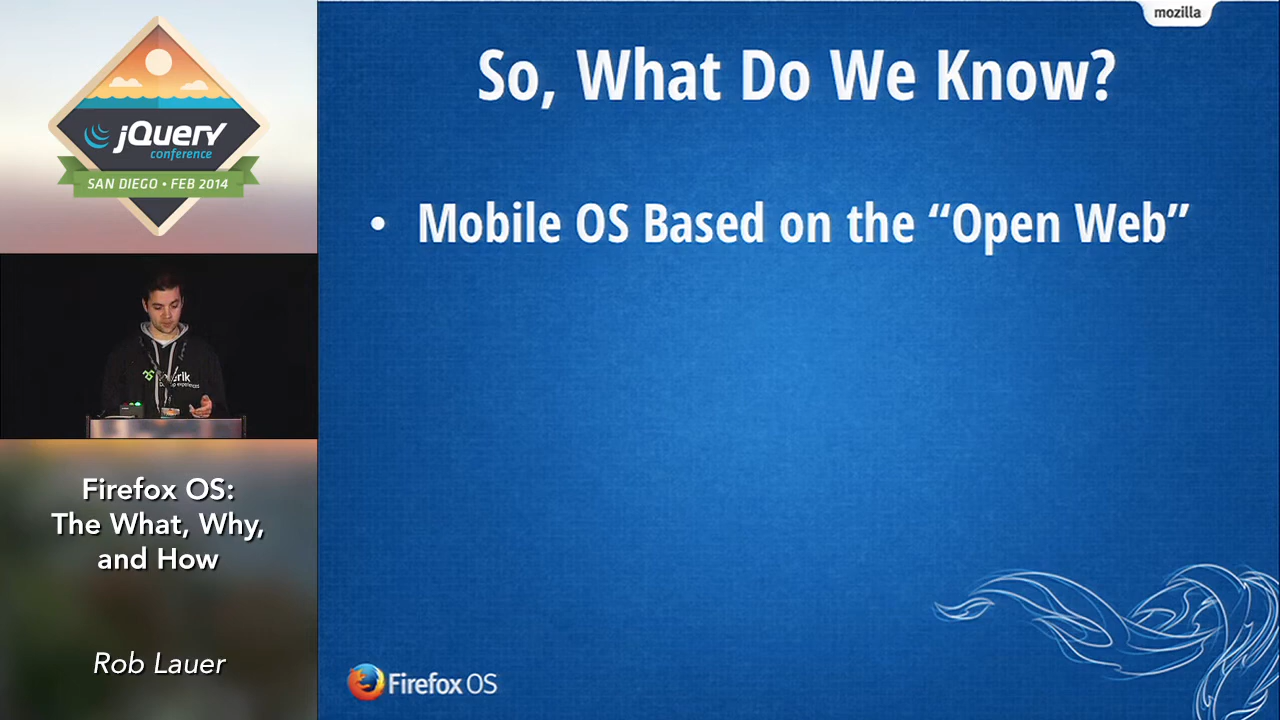 jQuery
conference
SAN DIEGO • FEB 2014
Firefox OS:
The What, Why,
and How
Rob Lauer
mozilla
So, What Do We Know?
• Mobile OS Based on the “Open Web”
Firefox OS